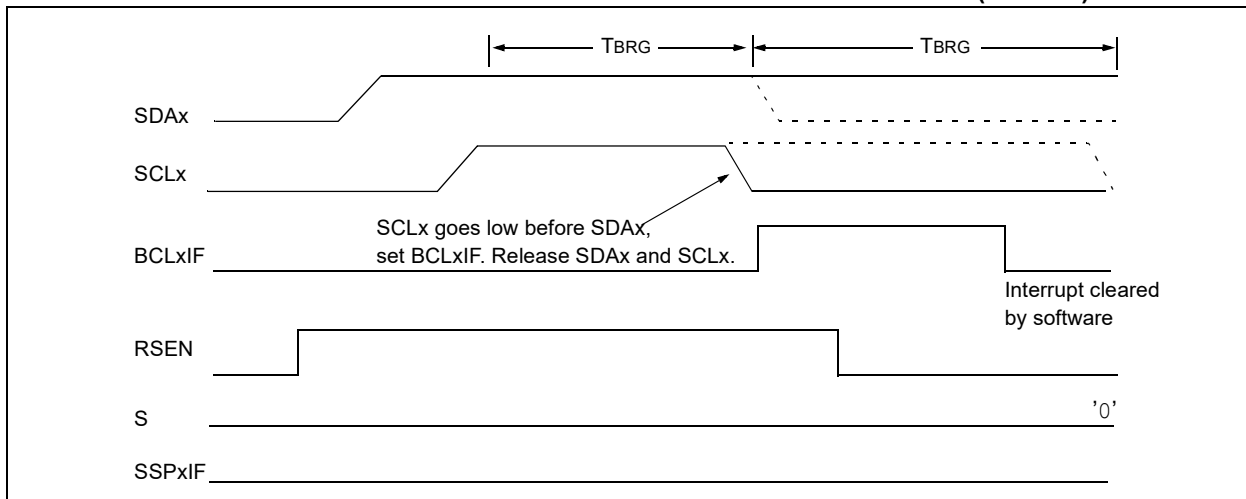 TBRG TBRG
SDAx
SCLx
SCLx goes low before SDAx,
set BCLxIF. Release SDAx and SCLx.
BCLxIF
Interrupt cleared
by software
RSEN
S '0'
SSPxIF